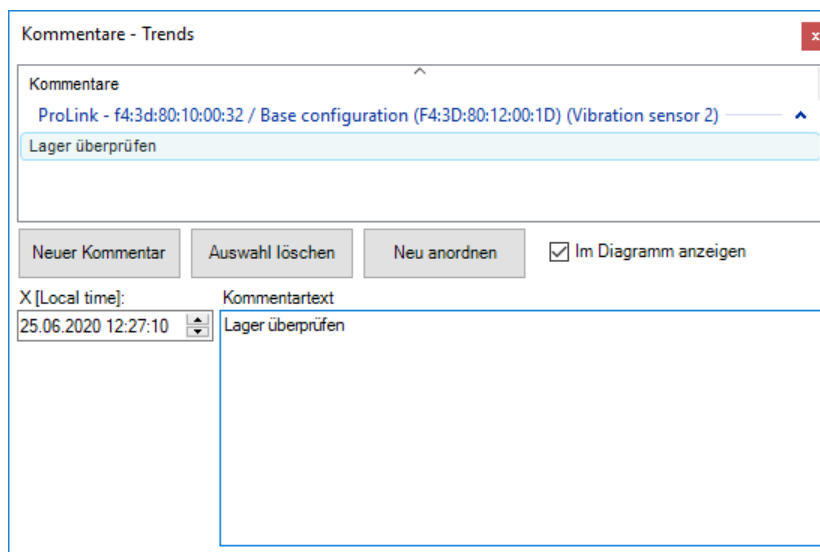 Kommentare - Trends
x
Kommentare
ProLink - f4:3d:80:10:00:32 / Base configuration (F4:3D:80:12:00:1D) (Vibration sensor 2)
Lager überprüfen
Neuer Kommentar Auswahl löschen Neu anordnen Im Diagramm anzeigen
X [Local time]: Kommentartext
25.06.2020 12:27:10 Lager überprüfen